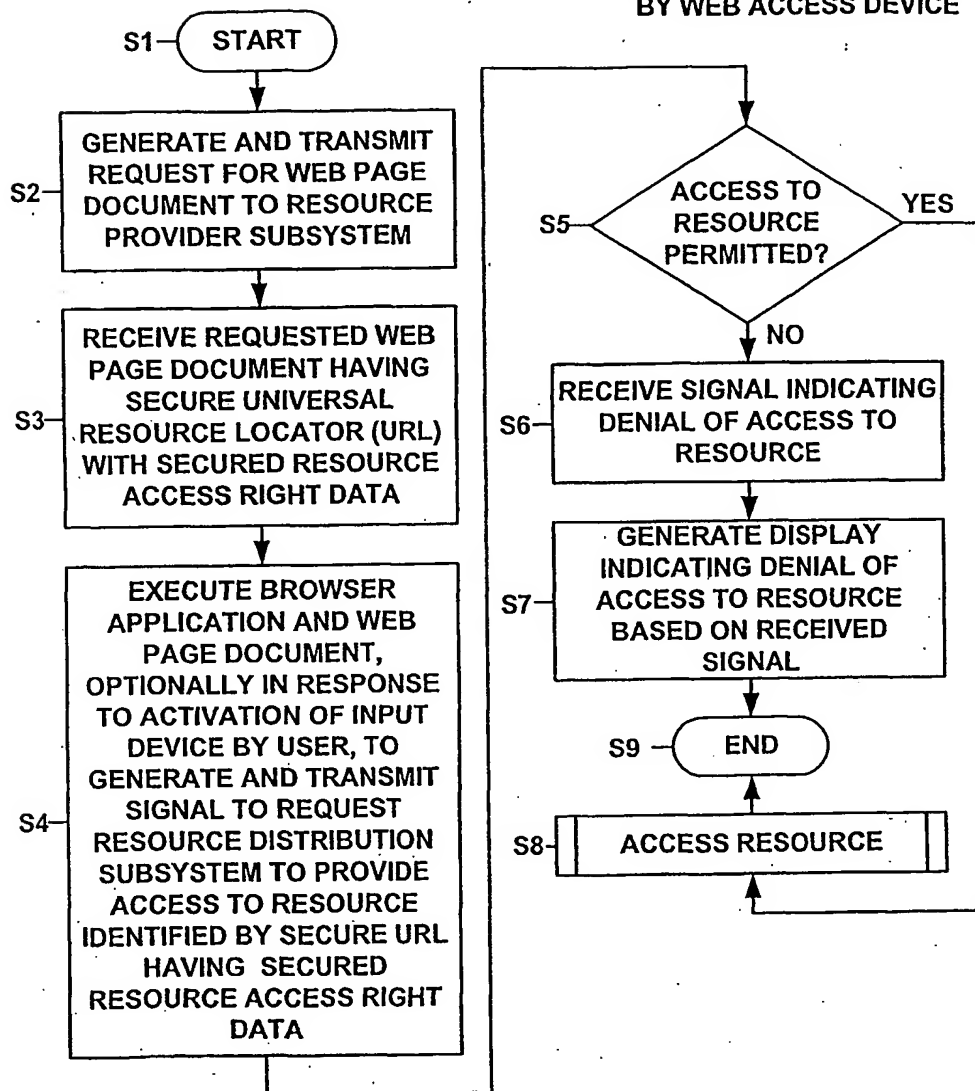 BY WEB ACCESS DEVICE
S1
START
S2
GENERATE AND TRANSMIT
REQUEST FOR WEB PAGE
DOCUMENT TO RESOURCE
PROVIDER SUBSYSTEM
S3
RECEIVE REQUESTED WEB
PAGE DOCUMENT HAVING
SECURE UNIVERSAL
RESOURCE LOCATOR (URL)
WITH SECURED RESOURCE
ACCESS RIGHT DATA
S4
EXECUTE BROWSER
APPLICATION AND WEB
PAGE DOCUMENT,
OPTIONALLY IN RESPONSE
TO ACTIVATION OF INPUT
DEVICE BY USER, TO
GENERATE AND TRANSMIT
SIGNAL TO REQUEST
RESOURCE DISTRIBUTION
SUBSYSTEM TO PROVIDE
ACCESS TO RESOURCE
IDENTIFIED BY SECURE URL
HAVING SECURED
RESOURCE ACCESS RIGHT
DATA
S5
ACCESS TO
RESOURCE
PERMITTED?
YES
NO
S6
RECEIVE SIGNAL INDICATING
DENIAL OF ACCESS TO
RESOURCE
S7
GENERATE DISPLAY
INDICATING DENIAL OF
ACCESS TO RESOURCE
BASED ON RECEIVED
SIGNAL
S9
END
S8
ACCESS RESOURCE